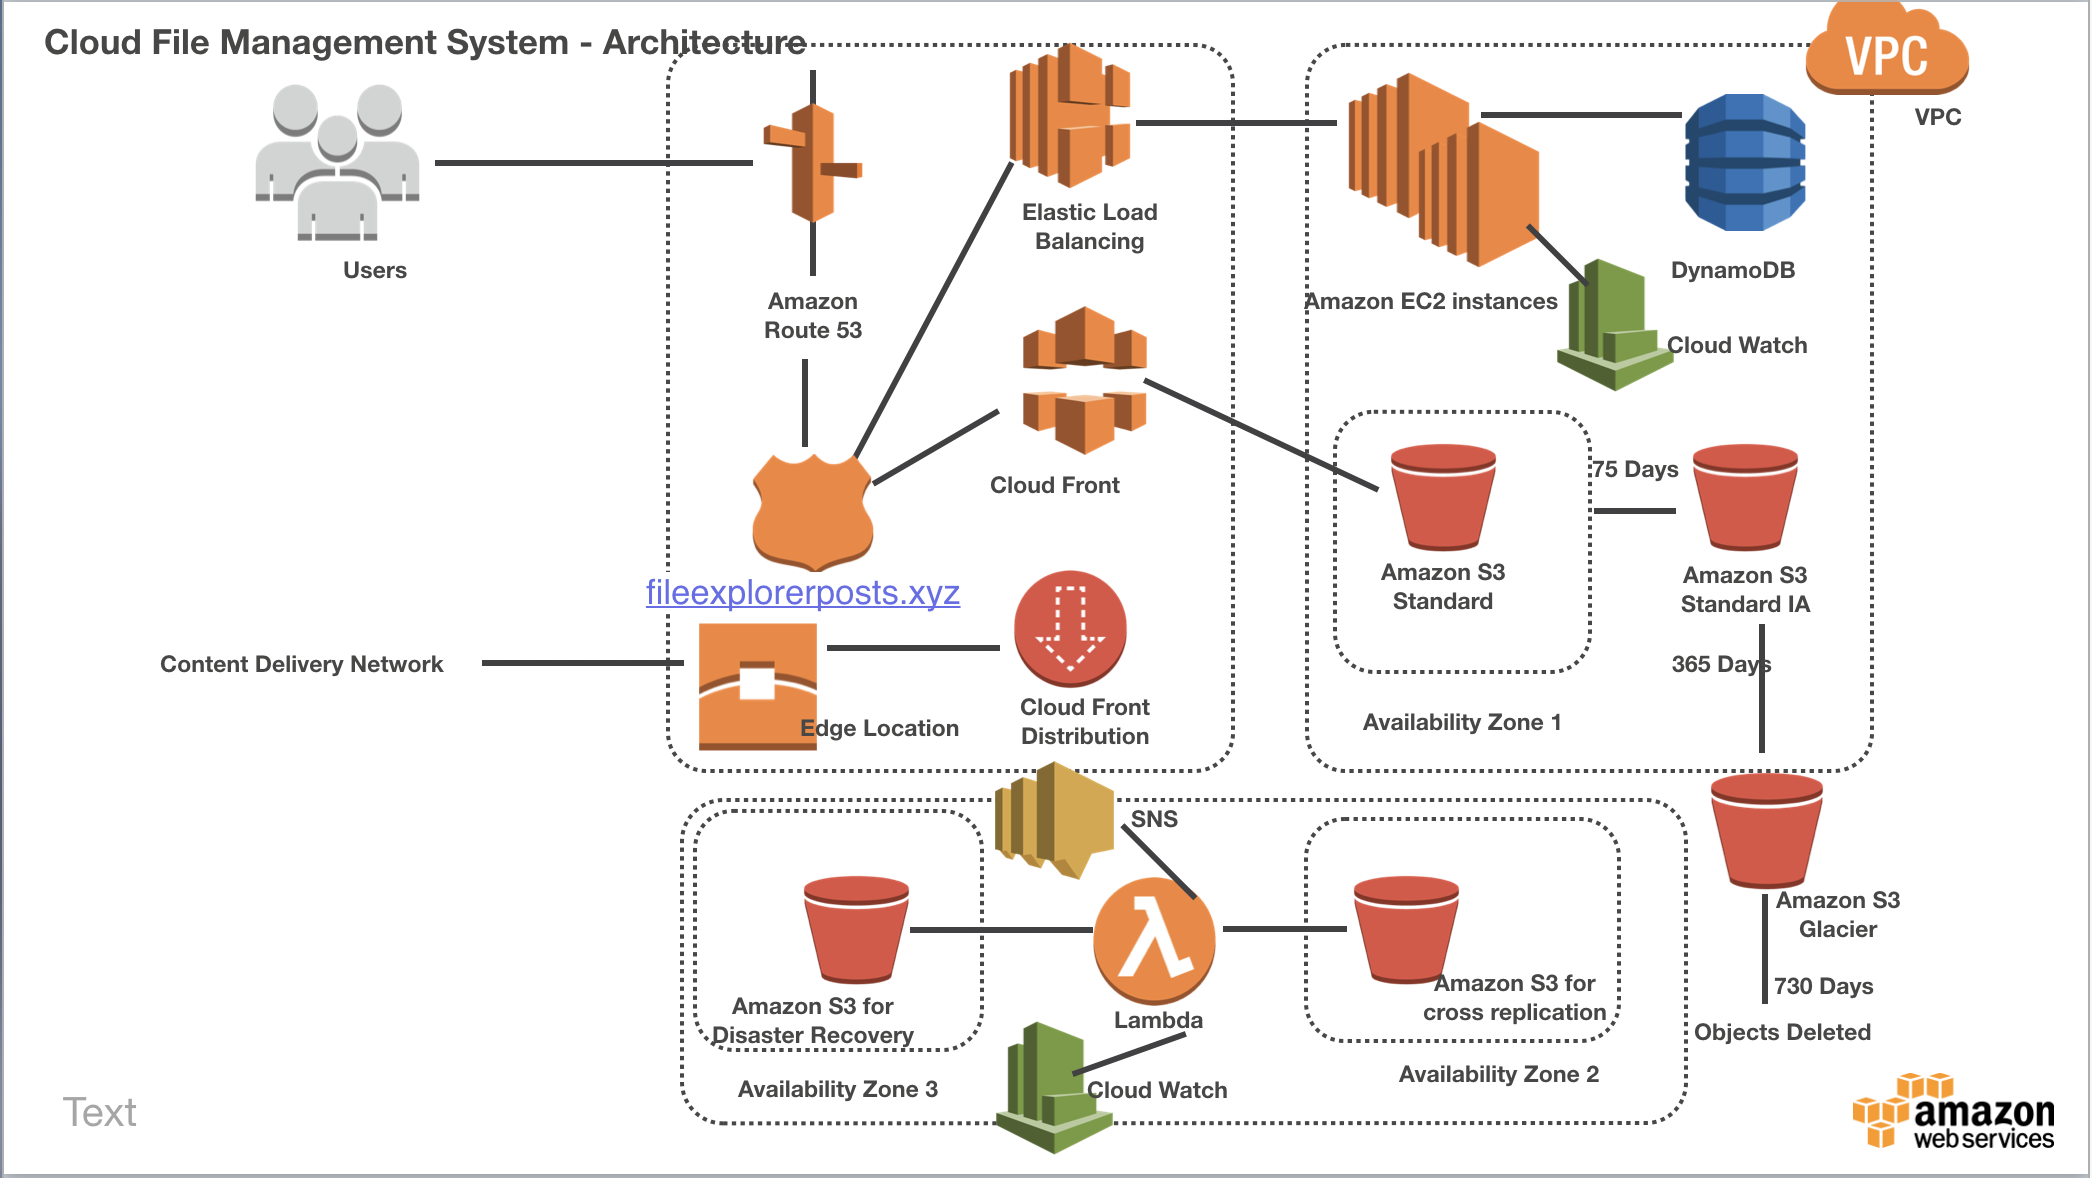 Cloud File Management System - Architecture
VPC
VPC
Users
Amazon
Route 53
Elastic Load
Balancing
Amazon EC2 instances
DynamoDB
Cloud Watch
Cloud Front
75 Days
Amazon S3
Standard
Amazon S3
Standard IA
fileexplorerposts.xyz
Content Delivery Network
Edge Location
Cloud Front
Distribution
365 Days
Availability Zone 1
SNS
Amazon S3
Glacier
Amazon S3 for
Disaster Recovery
Lambda
Amazon S3 for
cross replication
730 Days
Objects Deleted
Availability Zone 3
Cloud Watch
Availability Zone 2
Text
amazon
web services